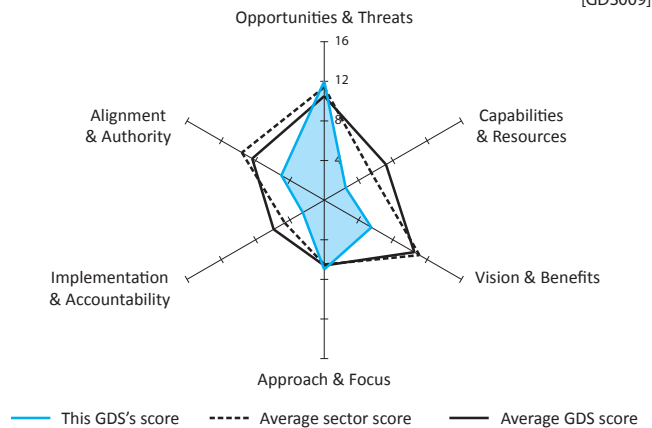 [GDS009]
Opportunities & Threats
16
12
8
4
Alignment
& Authority
Capabilities
& Resources
Implementation
& Accountability
Vision & Benefits
Approach & Focus
This GDS's score
Average sector score
Average GDS score